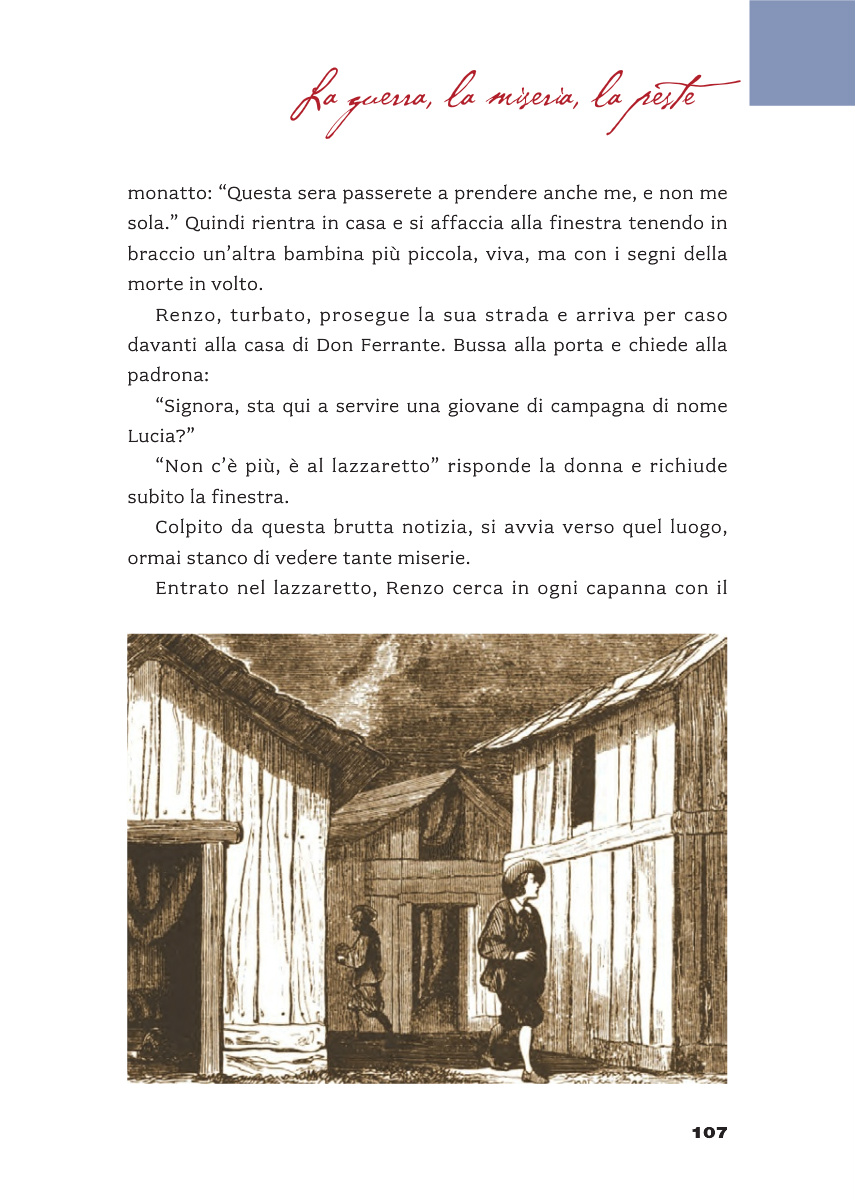 La guerra, la miseria, la peste
monatto: “Questa sera passerete a prendere anche me, e non me
sola.” Quindi rientra in casa e si affaccia alla finestra tenendo in
braccio un’altra bambina più piccola, viva, ma con i segni della
morte in volto.
Renzo, turbato, prosegue la sua strada e arriva per caso
davanti alla casa di Don Ferrante. Bussa alla porta e chiede alla
padrona:
“Signora, sta qui a servire una giovane di campagna di nome
Lucia?”
“Non c’è più, è al lazzaretto” risponde la donna e richiude
subito la finestra.
Colpito da questa brutta notizia, si avvia verso quel luogo,
ormai stanco di vedere tante miserie.
Entrato nel lazzaretto, Renzo cerca in ogni capanna con il
107